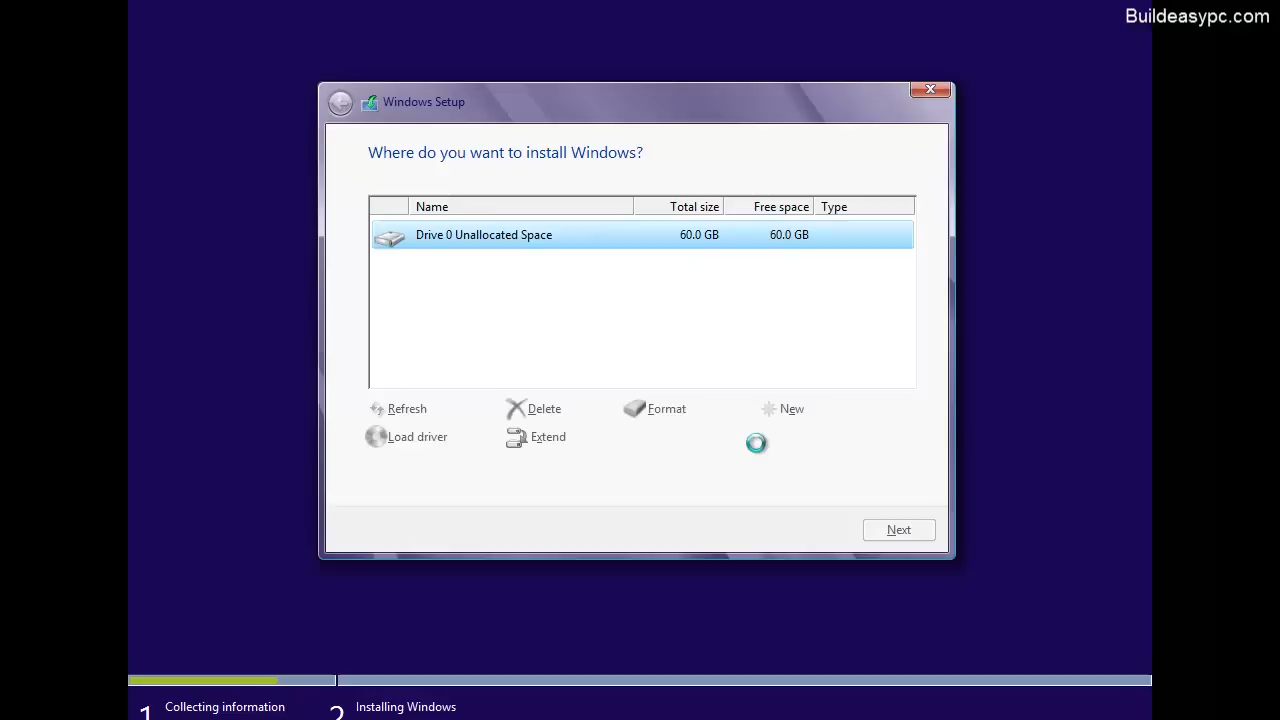 Buildeasypc.com
Windows Setup
Where do you want to install Windows?
Name Total size Free space Type
Drive 0 Unallocated Space 60.0 GB 60.0 GB
Refresh Delete Format New
Load driver Extend
Next
1 Collecting information 2 Installing Windows